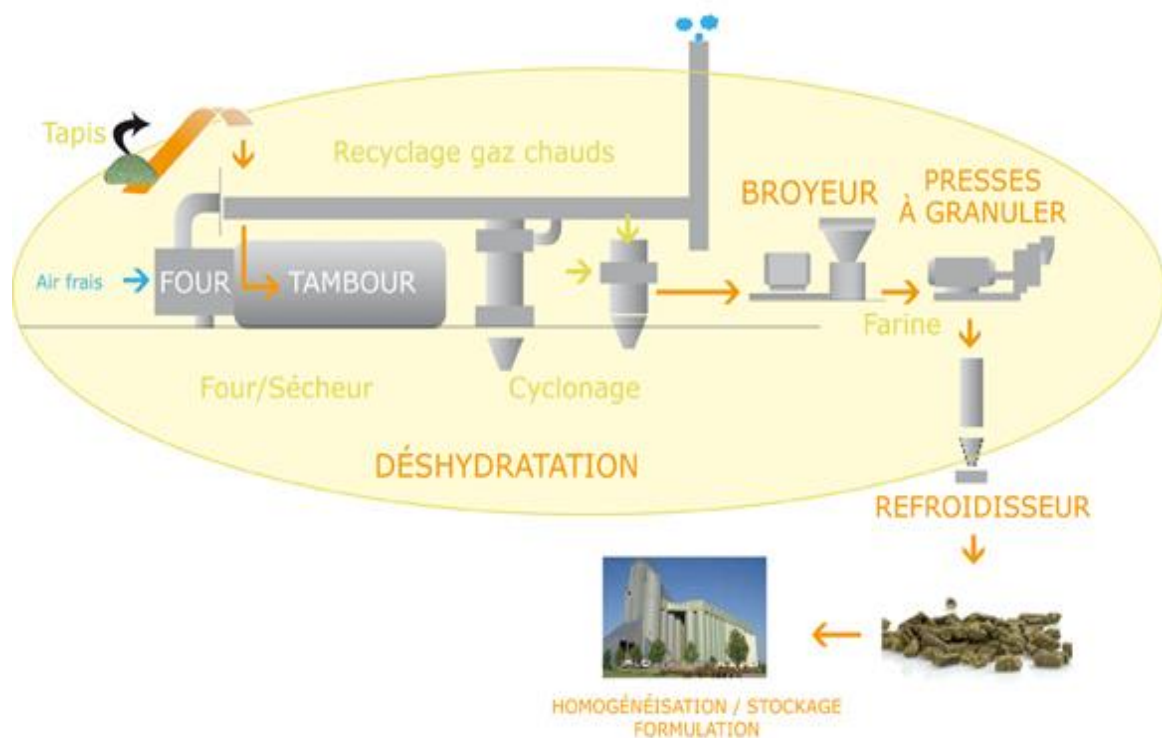 Tapis
Recyclage gaz chauds
BROYEUR
PRESSES
À GRANULER
Air frais
FOUR
TAMBOUR
Farine
Four/Sécheur
Cyclonage
DÉSHYDRATATION
REFROIDISSEUR
HOMOGÉNÉISATION / STOCKAGE
FORMULATION